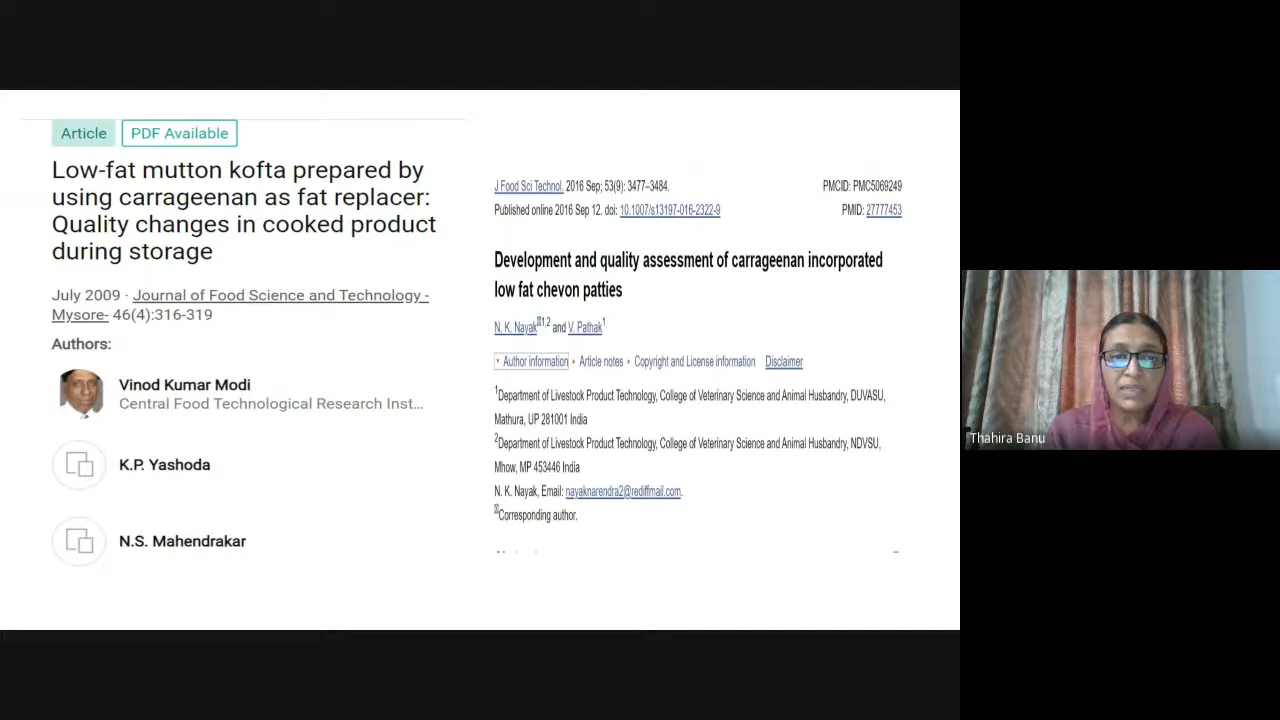 Article PDF Available
Low-fat mutton kofta prepared by
using carrageenan as fat replacer:
Quality changes in cooked product
during storage
July 2009 · Journal of Food Science and Technology -
Mysore- 46(4):316-319
Authors:
Vinod Kumar Modi
Central Food Technological Research Inst...
K.P. Yashoda
N.S. Mahendrakar
J Food Sci Technol. 2016 Sep; 53(9): 3477–3484. PMCID: PMC5069249
Published online 2016 Sep 12. doi: 10.1007/s13197-016-2322-9 PMID: 27777453
Development and quality assessment of carrageenan incorporated
low fat chevon patties
N. K. Nayak1,2 and V. Pathak1
Author information • Article notes • Copyright and License information Disclaimer
1Department of Livestock Product Technology, College of Veterinary Science and Animal Husbandry, DUVASU,
Mathura, UP 281001 India
2Department of Livestock Product Technology, College of Veterinary Science and Animal Husbandry, NDVSU,
Mhow, MP 453446 India
N. K. Nayak, Email: nayaknarendra2@rediffmail.com.
Corresponding author.
Thahira Banu